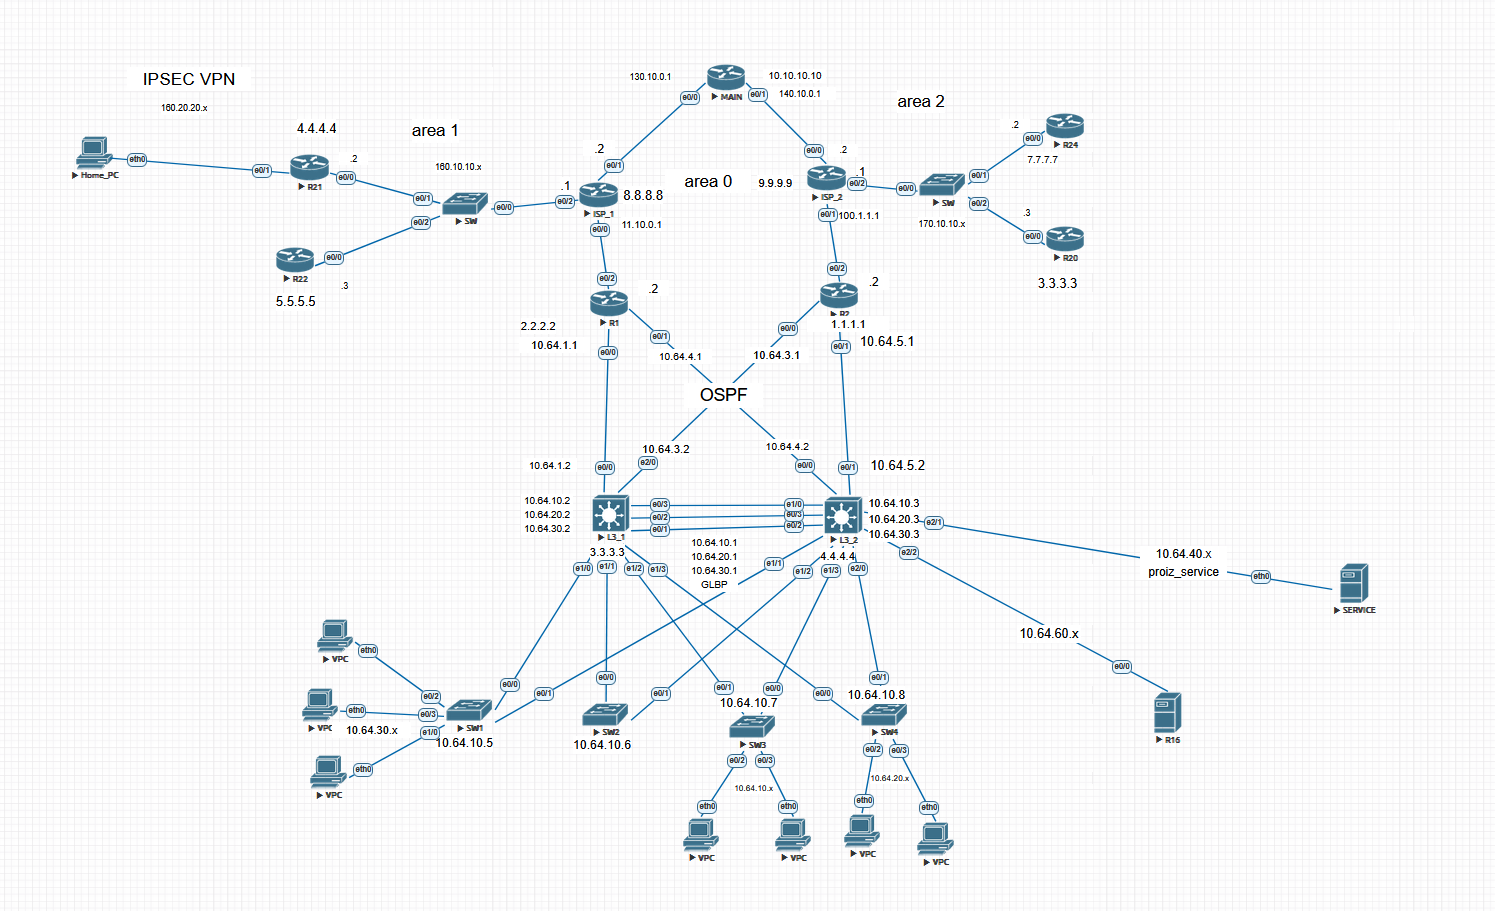 IPSEC VPN
160.20.20.x
4.4.4.4
area 1
160.10.10.x
130.10.0.1
10.10.10.10
140.10.0.1
e0/0
MAIN
e0/1
area 2
.2
e0/0
R24
7.7.7.7
Home_PC
eth0
e0/1
R21
.2
e0/0
e0/1
e0/2
SW
e0/0
.1
e0/2
.2
e0/1
ISP_1
8.8.8.8
11.10.0.1
e0/0
area 0
9.9.9.9
e0/0
.2
ISP_2
.1
e0/2
e0/1
100.1.1.1
e0/0
SW
170.10.10.x
e0/1
e0/2
.3
e0/0
R20
3.3.3.3
R22
e0/0
.3
5.5.5.5
e0/2
.2
R1
2.2.2.2
10.64.1.1
e0/0
e0/1
10.64.4.1
e0/2
.2
R2
1.1.1.1
e0/0
10.64.3.1
e0/1
10.64.5.1
OSPF
10.64.3.2
e2/0
10.64.1.2
e0/0
10.64.4.2
e0/0
e0/1
10.64.5.2
10.64.10.2
10.64.20.2
10.64.30.2
L3_1
3.3.3.3
e0/3
e0/2
e0/1
e1/0
e0/3
e0/2
10.64.10.3
10.64.20.3
10.64.30.3
L3_2
4.4.4.4
e2/1
e2/2
10.64.10.1
10.64.20.1
10.64.30.1
GLBP
e1/0
e1/1
e1/2
e1/3
e1/1
e1/2
e1/3
e2/0
10.64.40.x
proiz_service
eth0
SERVICE
10.64.60.x
e0/0
R16
VPC
eth0
VPC
eth0
10.64.30.x
VPC
eth0
e0/2
e0/3
e1/0
e0/0
e0/1
SW1
10.64.10.5
e0/0
e0/1
SW2
10.64.10.6
e0/1
e0/0
10.64.10.7
SW3
e0/2
e0/3
10.64.10.x
eth0
eth0
VPC
VPC
e0/0
e0/1
10.64.10.8
SW4
e0/2
e0/3
10.64.20.x
eth0
eth0
VPC
VPC